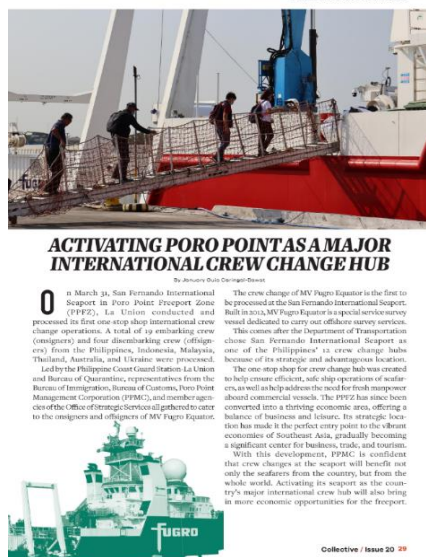 FUGRO
ACTIVATING PORO POINT AS A MAJOR
INTERNATIONAL CREW CHANGE HUB
By January Guia Caringal-Dawat
On March 31, San Fernando International
Seaport in Poro Point Freeport Zone
(PPFZ), La Union conducted and
processed its first one-stop shop international crew
change operations. A total of 19 embarking crew
(onsigners) and four disembarking crew (offsign-
ers) from the Philippines, Indonesia, Malaysia,
Thailand, Australia, and Ukraine were processed.
Led by the Philippine Coast Guard Station-La Union
and Bureau of Quarantine, representatives from the
Bureau of Immigration, Bureau of Customs, Poro Point
Management Corporation (PPMC), and member agen-
cies of the Office of Strategic Services all gathered to cater
to the onsigners and offsigners of MV Fugro Equator.
The crew change of MV Fugro Equator is the first to
be processed at the San Fernando International Seaport.
Built in 2012, MV Fugro Equator is a special service survey
vessel dedicated to carry out offshore survey services.
This comes after the Department of Transportation
chose San Fernando International Seaport as
one of the Philippines' 12 crew change hubs
because of its strategic and advantageous location.
The one-stop shop for crew change hub was created
to help ensure efficient, safe ship operations of seafar-
ers, as well as help address the need for fresh manpower
aboard commercial vessels. The PPFZ has since been
converted into a thriving economic area, offering a
balance of business and leisure. Its strategic loca-
tion has made it the perfect entry point to the vibrant
economies of Southeast Asia, gradually becoming
a significant center for business, trade, and tourism.
With this development, PPMC is confident
that crew changes at the seaport will benefit not
only the seafarers from the country, but from the
whole world. Activating its seaport as the coun-
try's major international crew hub will also bring
in more economic opportunities for the freeport.
FUGRO
Collective / Issue 20 29